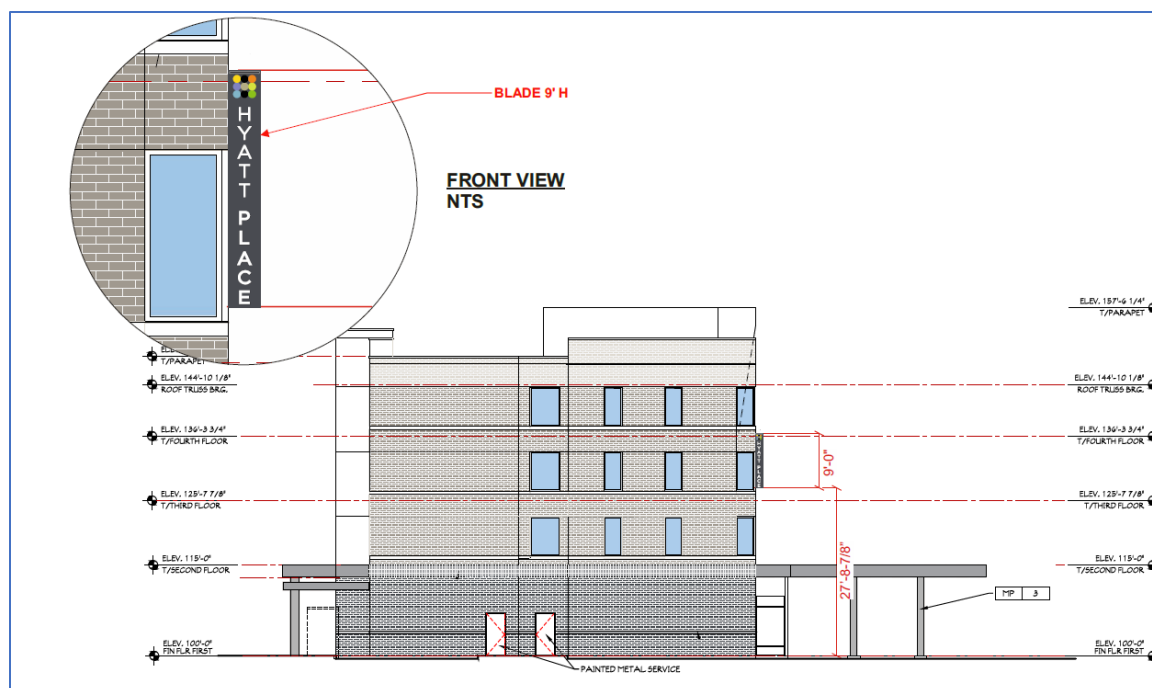 BLADE 9' H
FRONT VIEW
NTS
HYATT PLACE
ELEV. 157'-6 1/4"
T/PARAPET
T/PARAPET
ELEV. 144'-10 1/8"
ROOF TRUSS BRG.
ELEV. 144'-10 1/8"
ROOF TRUSS BRG.
ELEV. 136'-3 3/4"
T/FOURTH FLOOR
ELEV. 136'-3 3/4"
T/FOURTH FLOOR
HYATT PLACE
9'-0"
ELEV. 125'-7 7/8"
T/THIRD FLOOR
ELEV. 125'-7 7/8"
T/THIRD FLOOR
ELEV. 115'-0"
T/SECOND FLOOR
ELEV. 115'-0"
T/SECOND FLOOR
27'-8-7/8"
MP 3
ELEV. 100'-0"
FIN FLR FIRST
ELEV. 100'-0"
FIN FLR FIRST
PAINTED METAL SERVICE